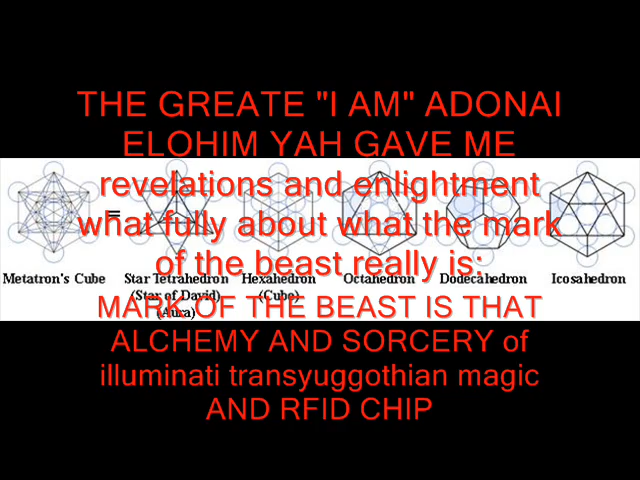 THE GREATE "I AM" ADONAI
ELOHIM YAH GAVE ME
revelations and enlightment
what fully about what the mark
of the beast really is:
Metatron's Cube
=
Star Tetrahedron
(Star of David)
(Aura)
Hexahedron
(Cube)
Octahedron
Dodecahedron
Icosahedron
MARK OF THE BEAST IS THAT
ALCHEMY AND SORCERY of
illuminati transyuggothian magic
AND RFID CHIP